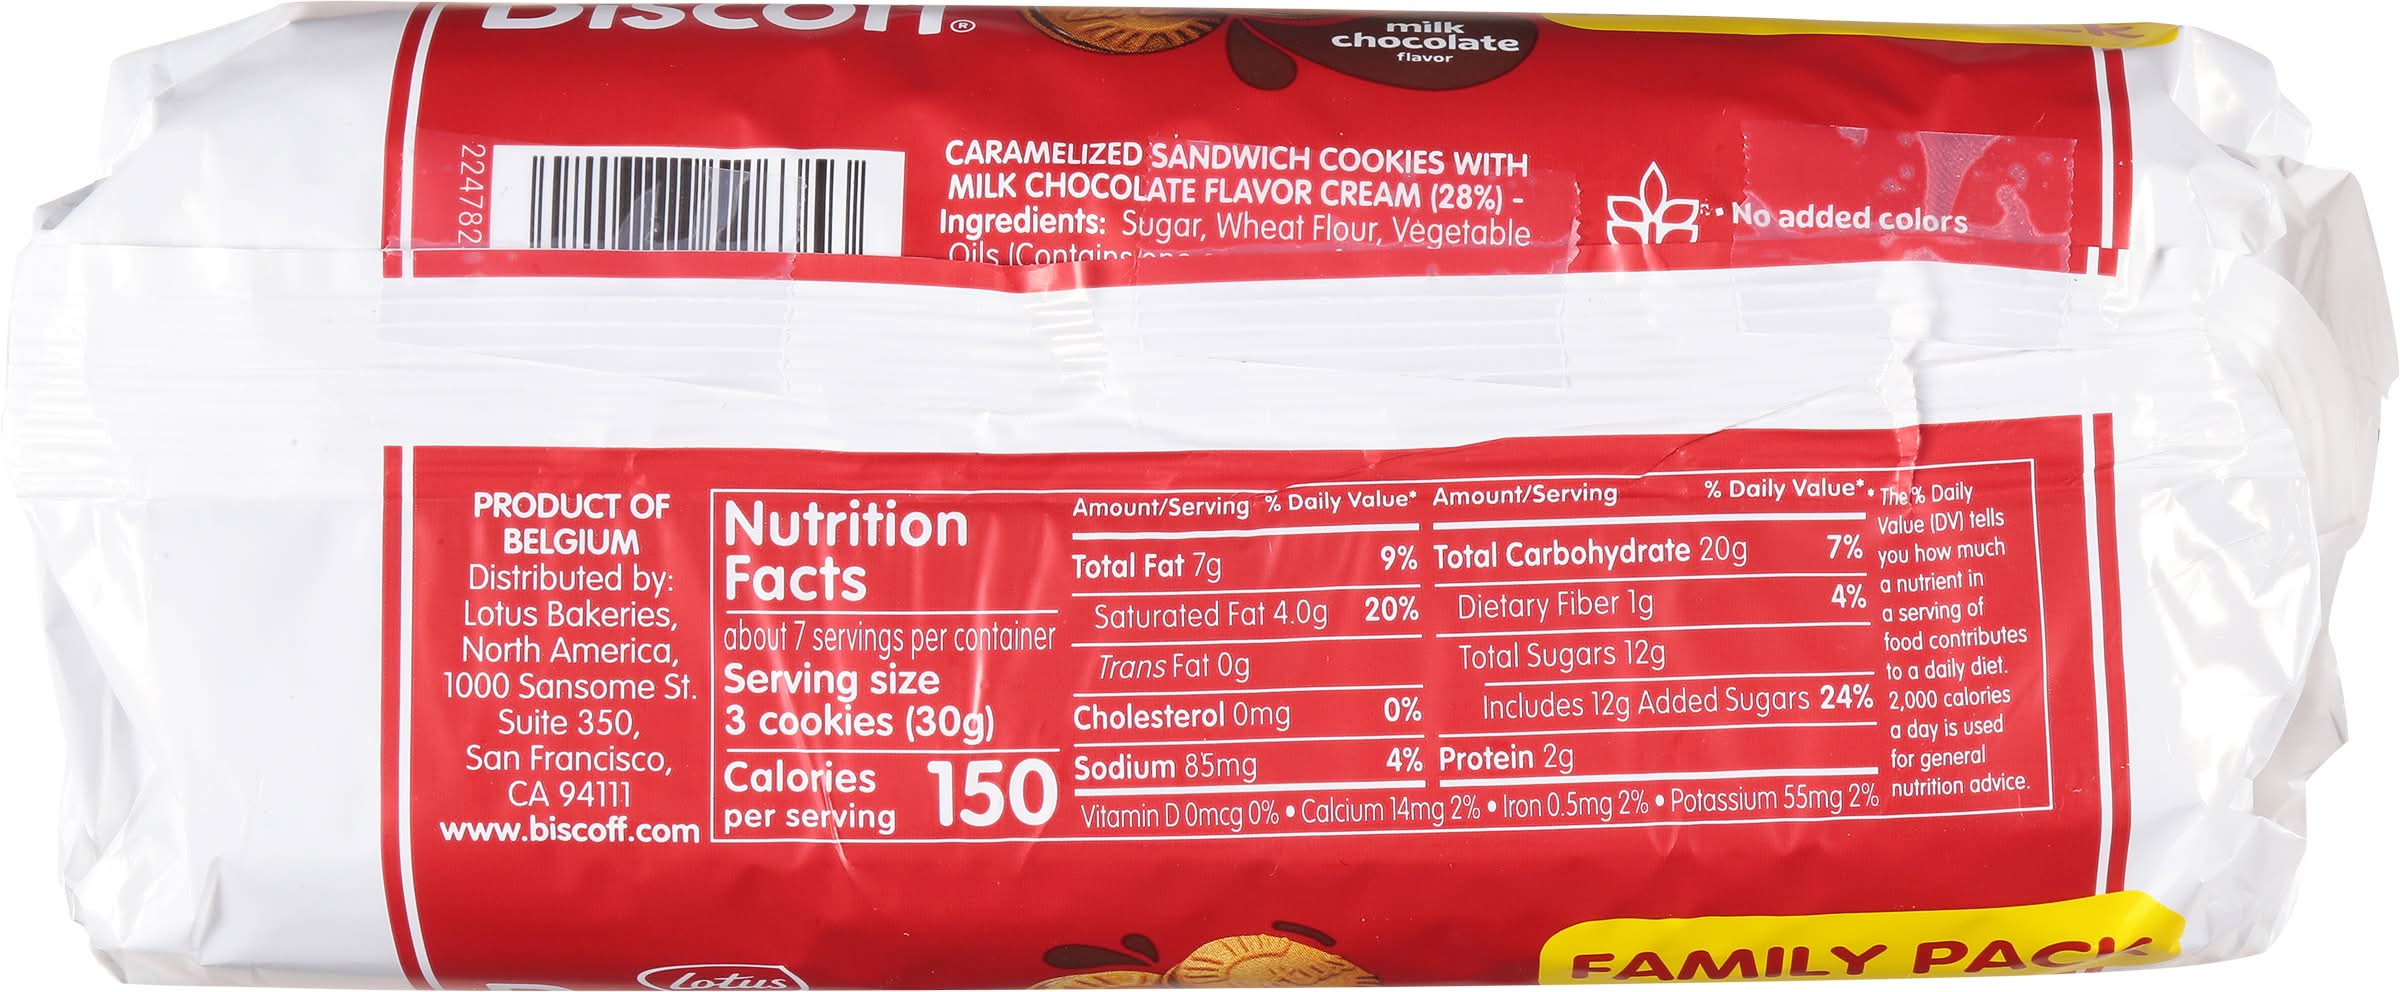 ®
milk
chocolate
flavor
2247782
CARAMELIZED SANDWICH COOKIES WITH
MILK CHOCOLATE FLAVOR CREAM (28%) -
Ingredients: Sugar, Wheat Flour, Vegetable
Oils (Contains one
• No added colors
PRODUCT OF
BELGIUM
Distributed by:
Lotus Bakeries,
North America,
1000 Sansome St.
Suite 350,
San Francisco,
CA 94111
www.biscoff.com
Nutrition
Facts
about 7 servings per container
Serving size
3 cookies (30g)
Calories
per serving 150
Amount/Serving % Daily Value*
Total Fat 7g 9%
Saturated Fat 4.0g 20%
Trans Fat 0g
Cholesterol 0mg 0%
Sodium 85mg 4%
Amount/Serving % Daily Value*
Total Carbohydrate 20g 7%
Dietary Fiber 1g 4%
Total Sugars 12g
Includes 12g Added Sugars 24%
Protein 2g
Vitamin D 0mcg 0% • Calcium 14mg 2% • Iron 0.5mg 2% • Potassium 55mg 2%
• The % Daily
Value (DV) tells
you how much
a nutrient in
a serving of
food contributes
to a daily diet.
2,000 calories
a day is used
for general
nutrition advice.
Lotus
FAMILY PACK